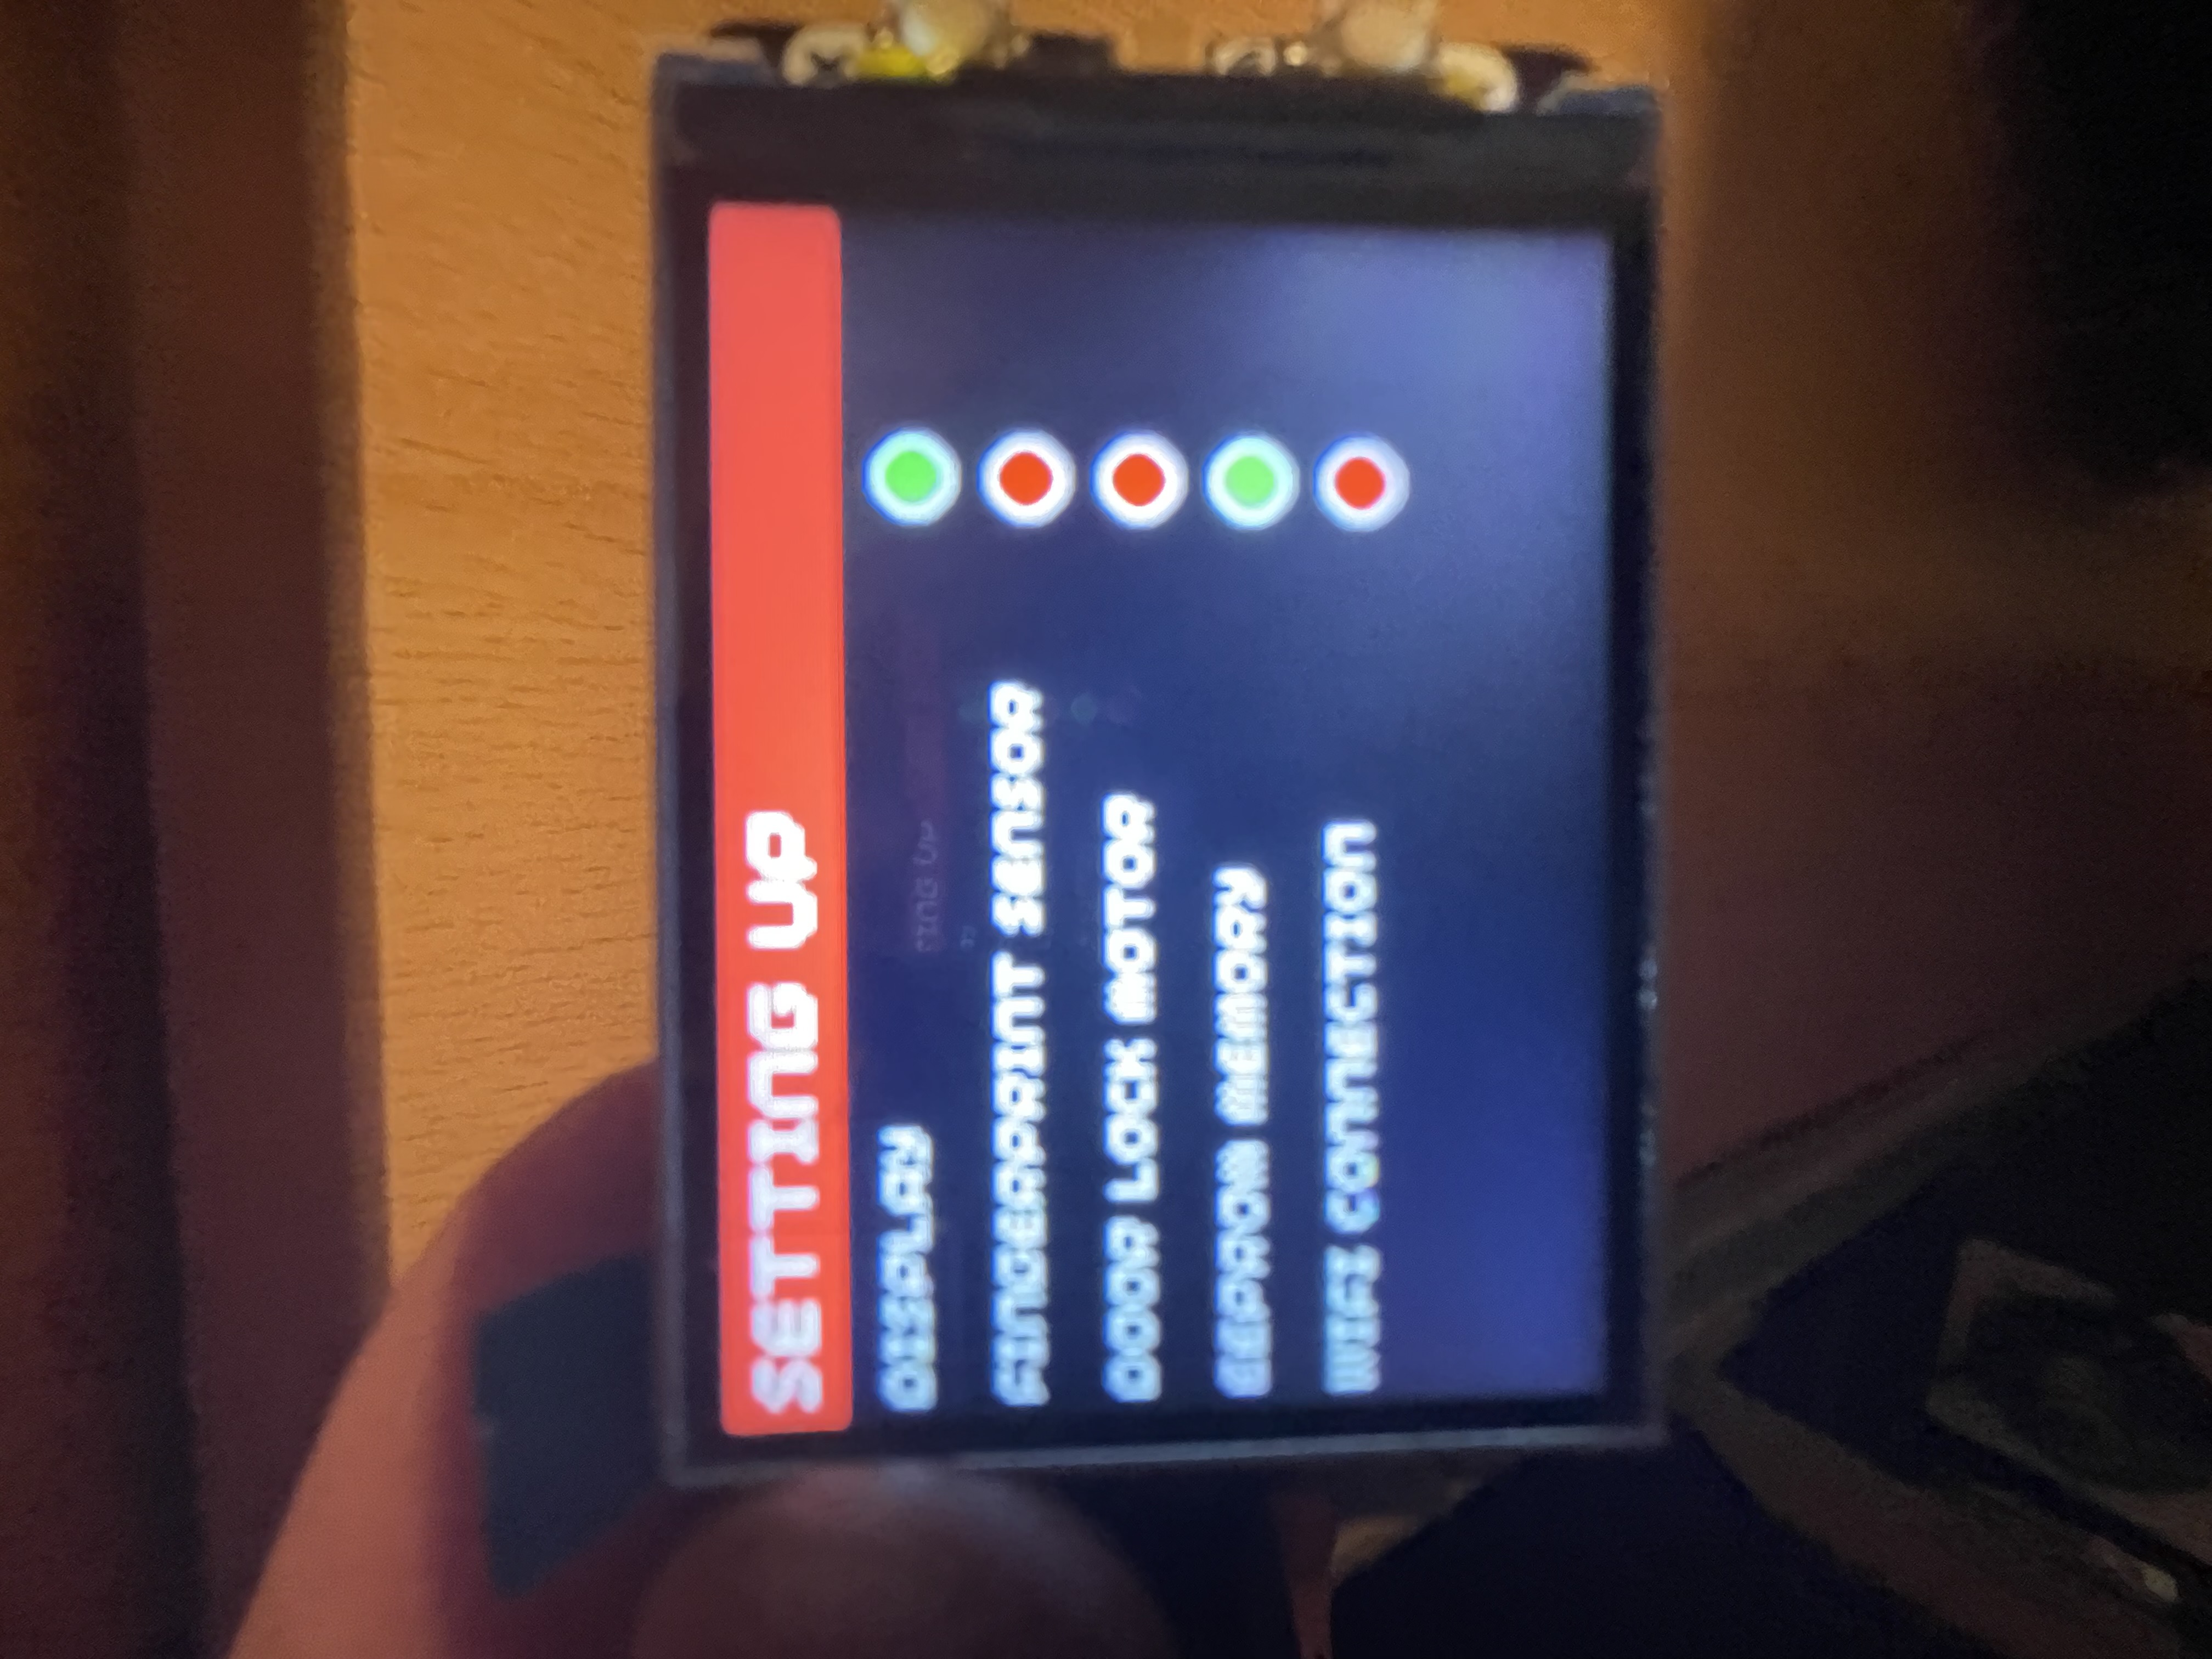 SETTING UP
DISPLAY
FINGERPRINT SENSOR
DOOR LOCK MOTOR
EEPROM MEMORY
WIFI CONNECTION